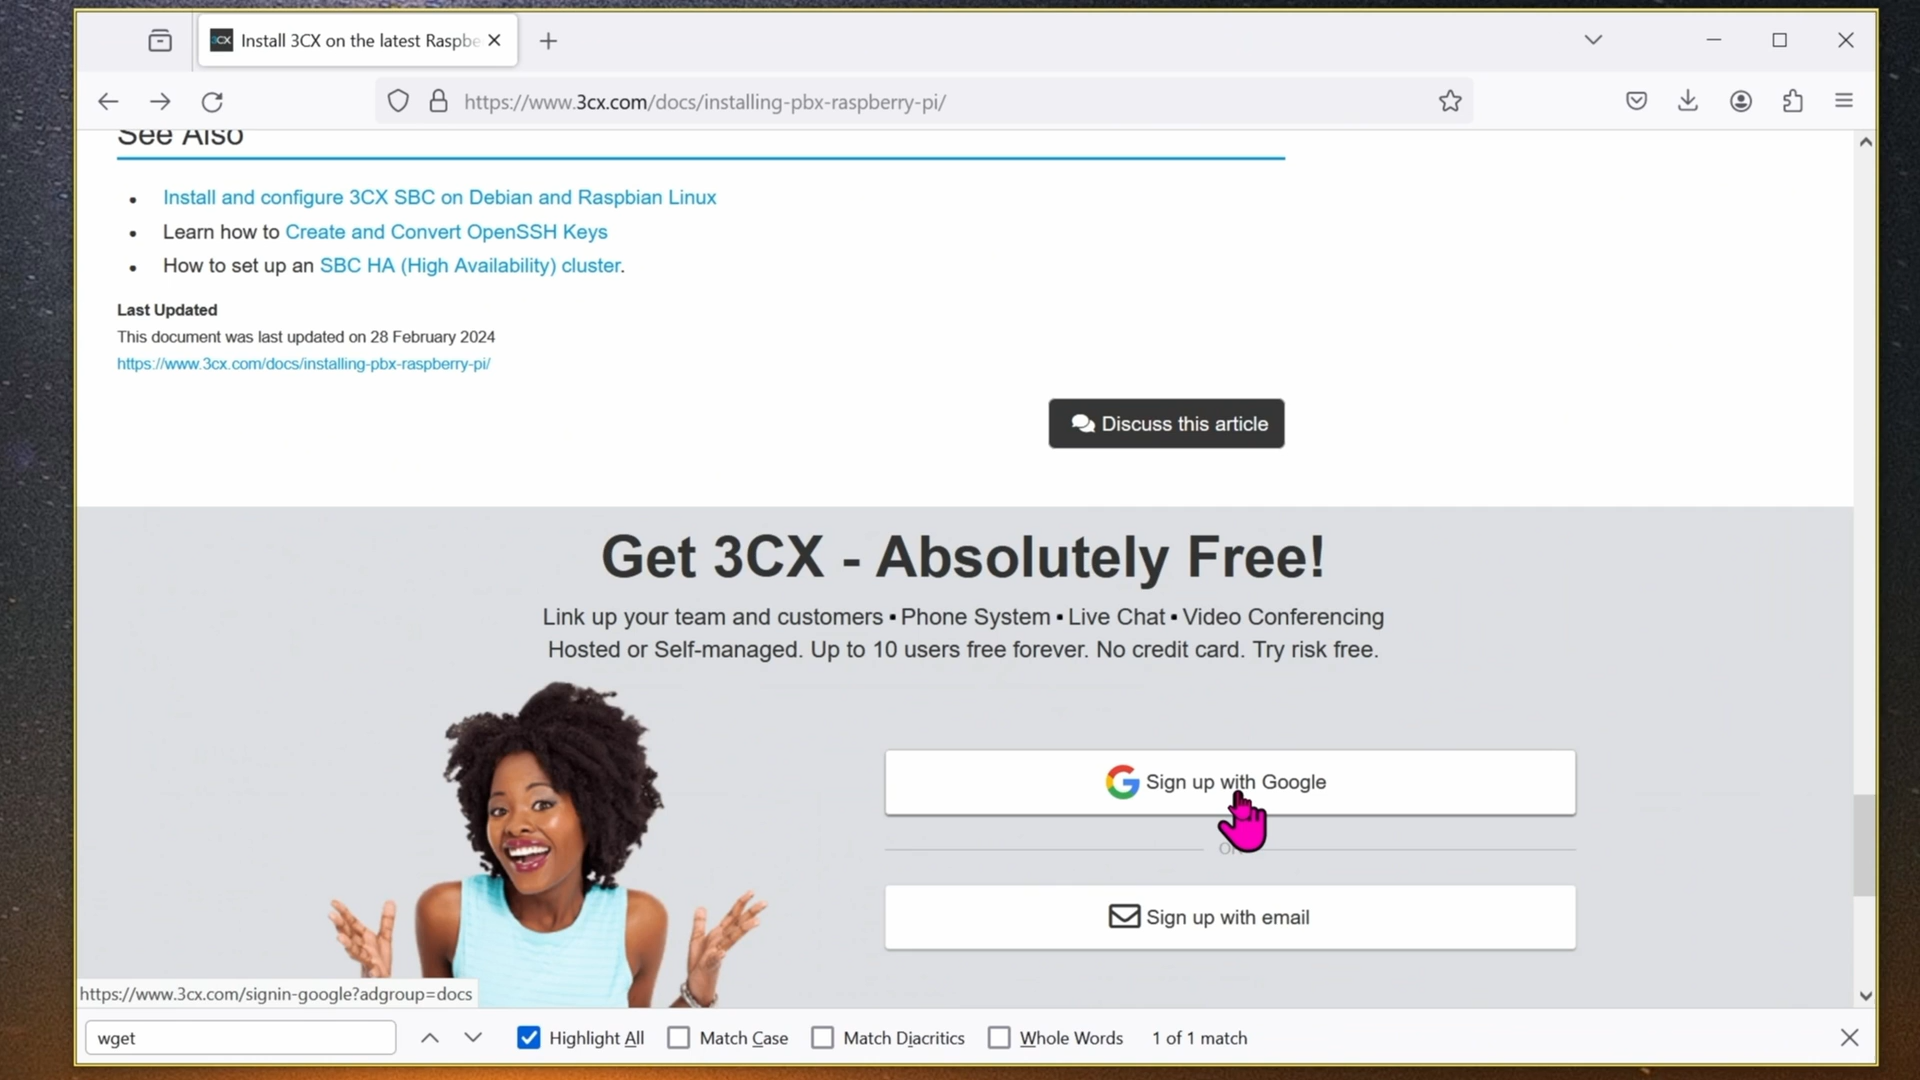 3CX Install 3CX on the latest Raspbe
https://www.3cx.com/docs/installing-pbx-raspberry-pi/
See Also
Install and configure 3CX SBC on Debian and Raspbian Linux
Learn how to Create and Convert OpenSSH Keys
How to set up an SBC HA (High Availability) cluster.
Last Updated
This document was last updated on 28 February 2024
https://www.3cx.com/docs/installing-pbx-raspberry-pi/
Discuss this article
Get 3CX - Absolutely Free!
Link up your team and customers ▪ Phone System ▪ Live Chat ▪ Video Conferencing
Hosted or Self-managed. Up to 10 users free forever. No credit card. Try risk free.
Sign up with Google
Sign up with email
https://www.3cx.com/signin-google?adgroup=docs
wget Highlight All Match Case Match Diacritics Whole Words 1 of 1 match